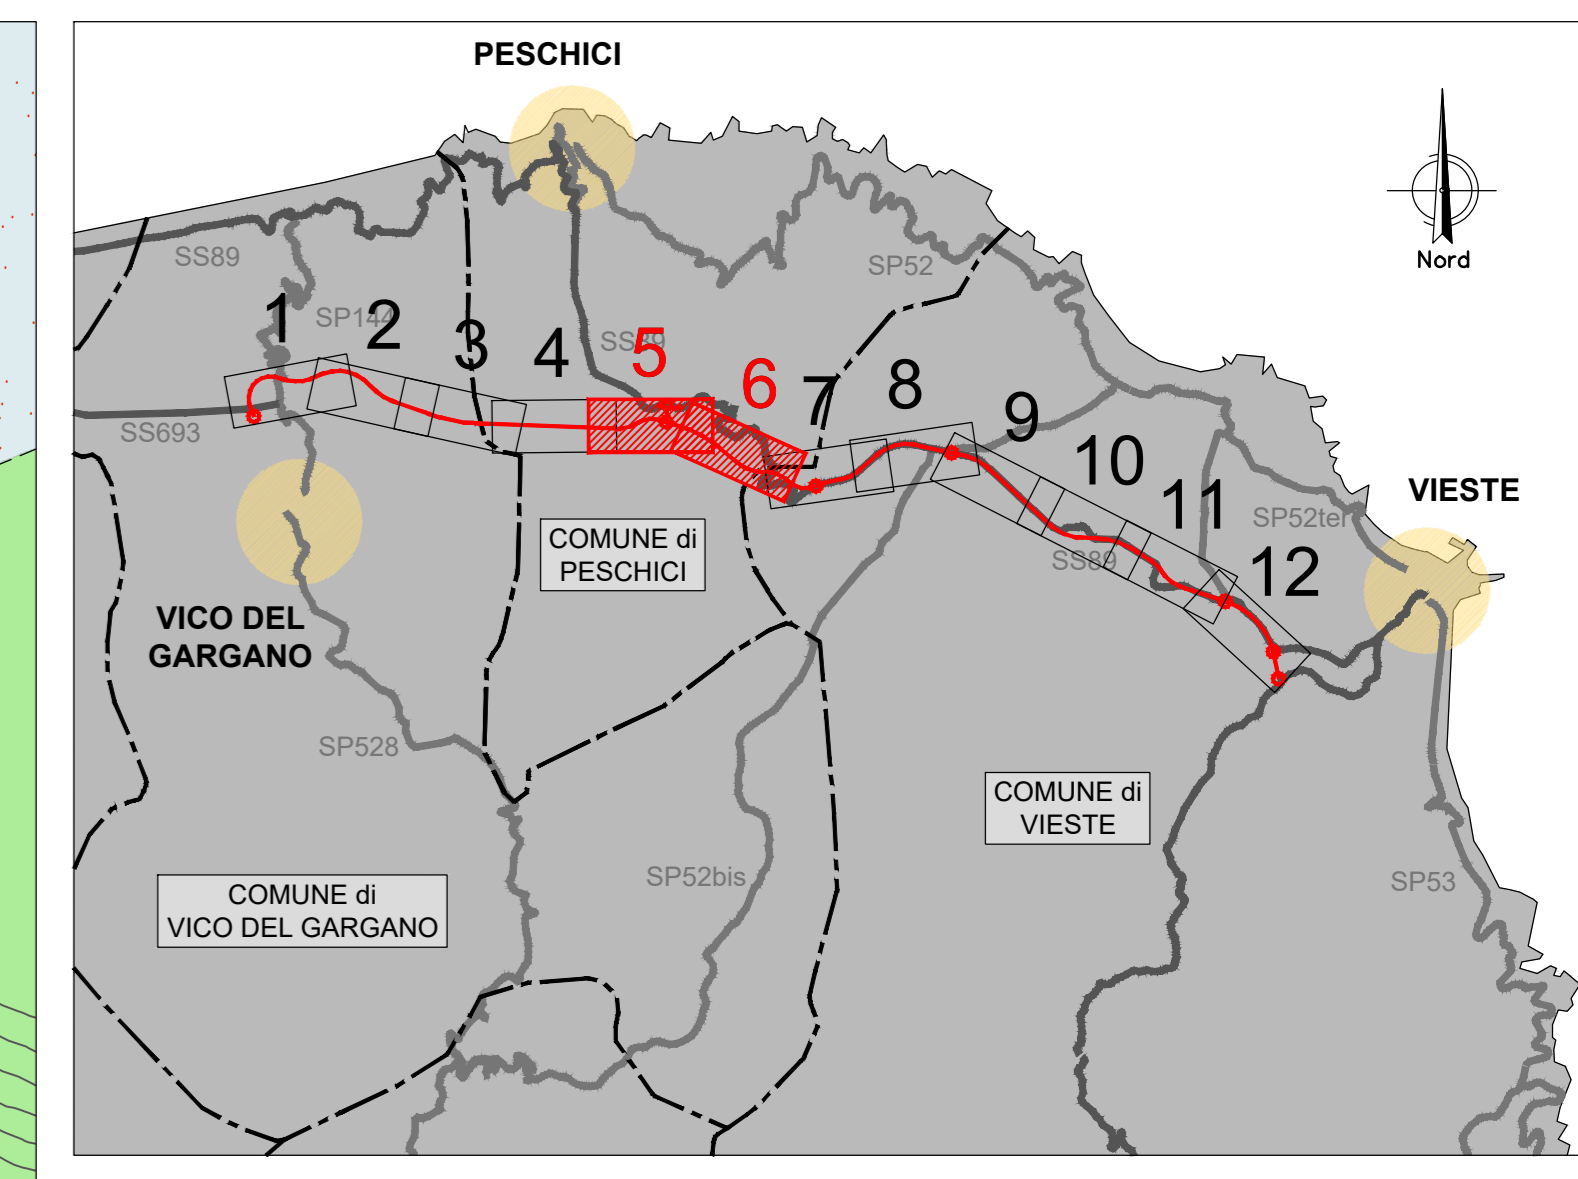 PESCHICI
Nord
SS89
SP52
1
SP144
2
3
4
SS89
5
6
7
8
9
10
11
12
SS693
SP52ter
VIESTE
COMUNE di
PESCHICI
SS89
VICO DEL
GARGANO
SP528
COMUNE di
VIESTE
SP52bis
SP53
COMUNE di
VICO DEL GARGANO